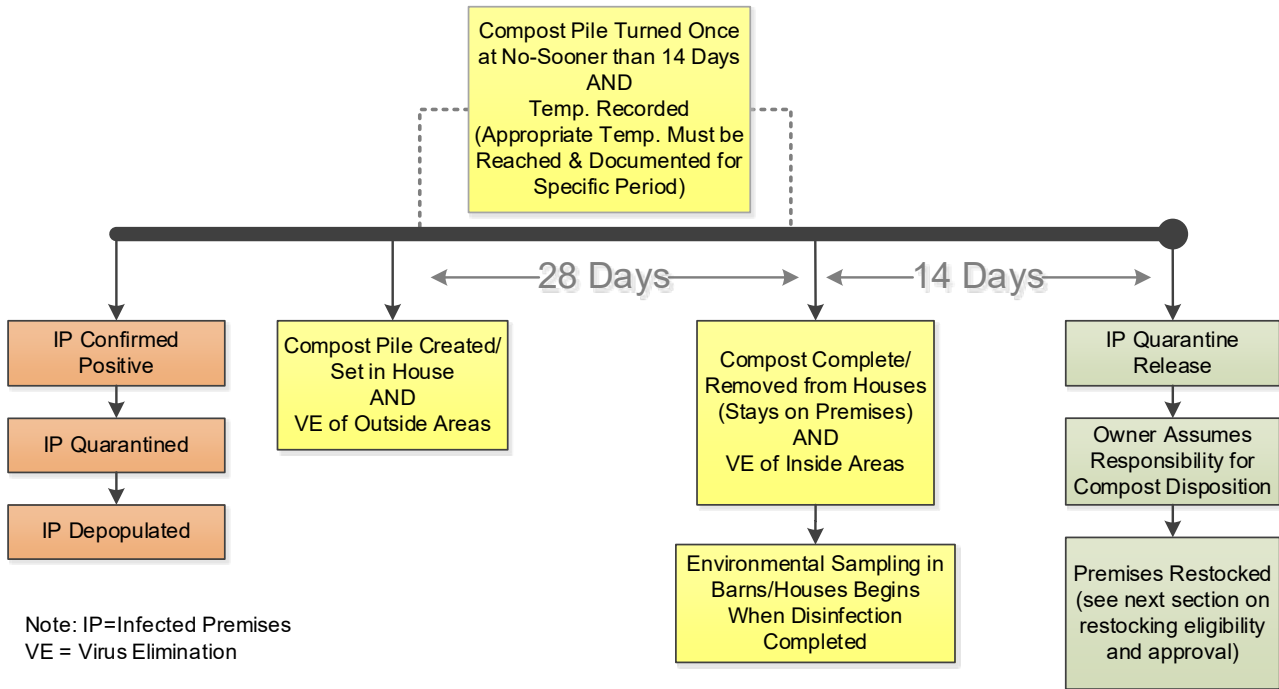 Compost Pile Turned Once
at No-Sooner than 14 Days
AND
Temp. Recorded
(Appropriate Temp. Must be
Reached & Documented for
Specific Period)
28 Days
14 Days
IP Confirmed
Positive
IP Quarantined
IP Depopulated
Compost Pile Created/
Set in House
AND
VE of Outside Areas
Compost Complete/
Removed from Houses
(Stays on Premises)
AND
VE of Inside Areas
Environmental Sampling in
Barns/Houses Begins
When Disinfection
Completed
IP Quarantine
Release
Owner Assumes
Responsibility for
Compost Disposition
Premises Restocked
(see next section on
restocking eligibility
and approval)
Note: IP=Infected Premises
VE = Virus Elimination